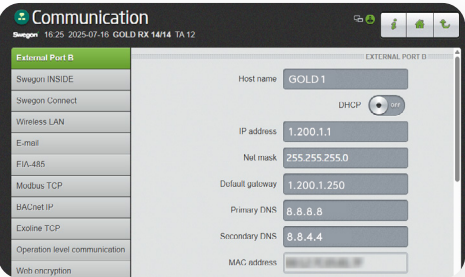 Communication
Swegon 16:25 2025-07-16 GOLD RX 14/14 TA 12
External Port B
EXTERNAL PORT B
Swegon INSIDE
Swegon Connect
Wireless LAN
E-mail
EIA-485
Modbus TCP
BACnet IP
Exoline TCP
Operation level communication
Web encryption
Host name GOLD1
DHCP OFF
IP address 1.200.1.1
Net mask 255.255.255.0
Default gateway 1.200.1.250
Primary DNS 8.8.8.8
Secondary DNS 8.8.4.4
MAC address